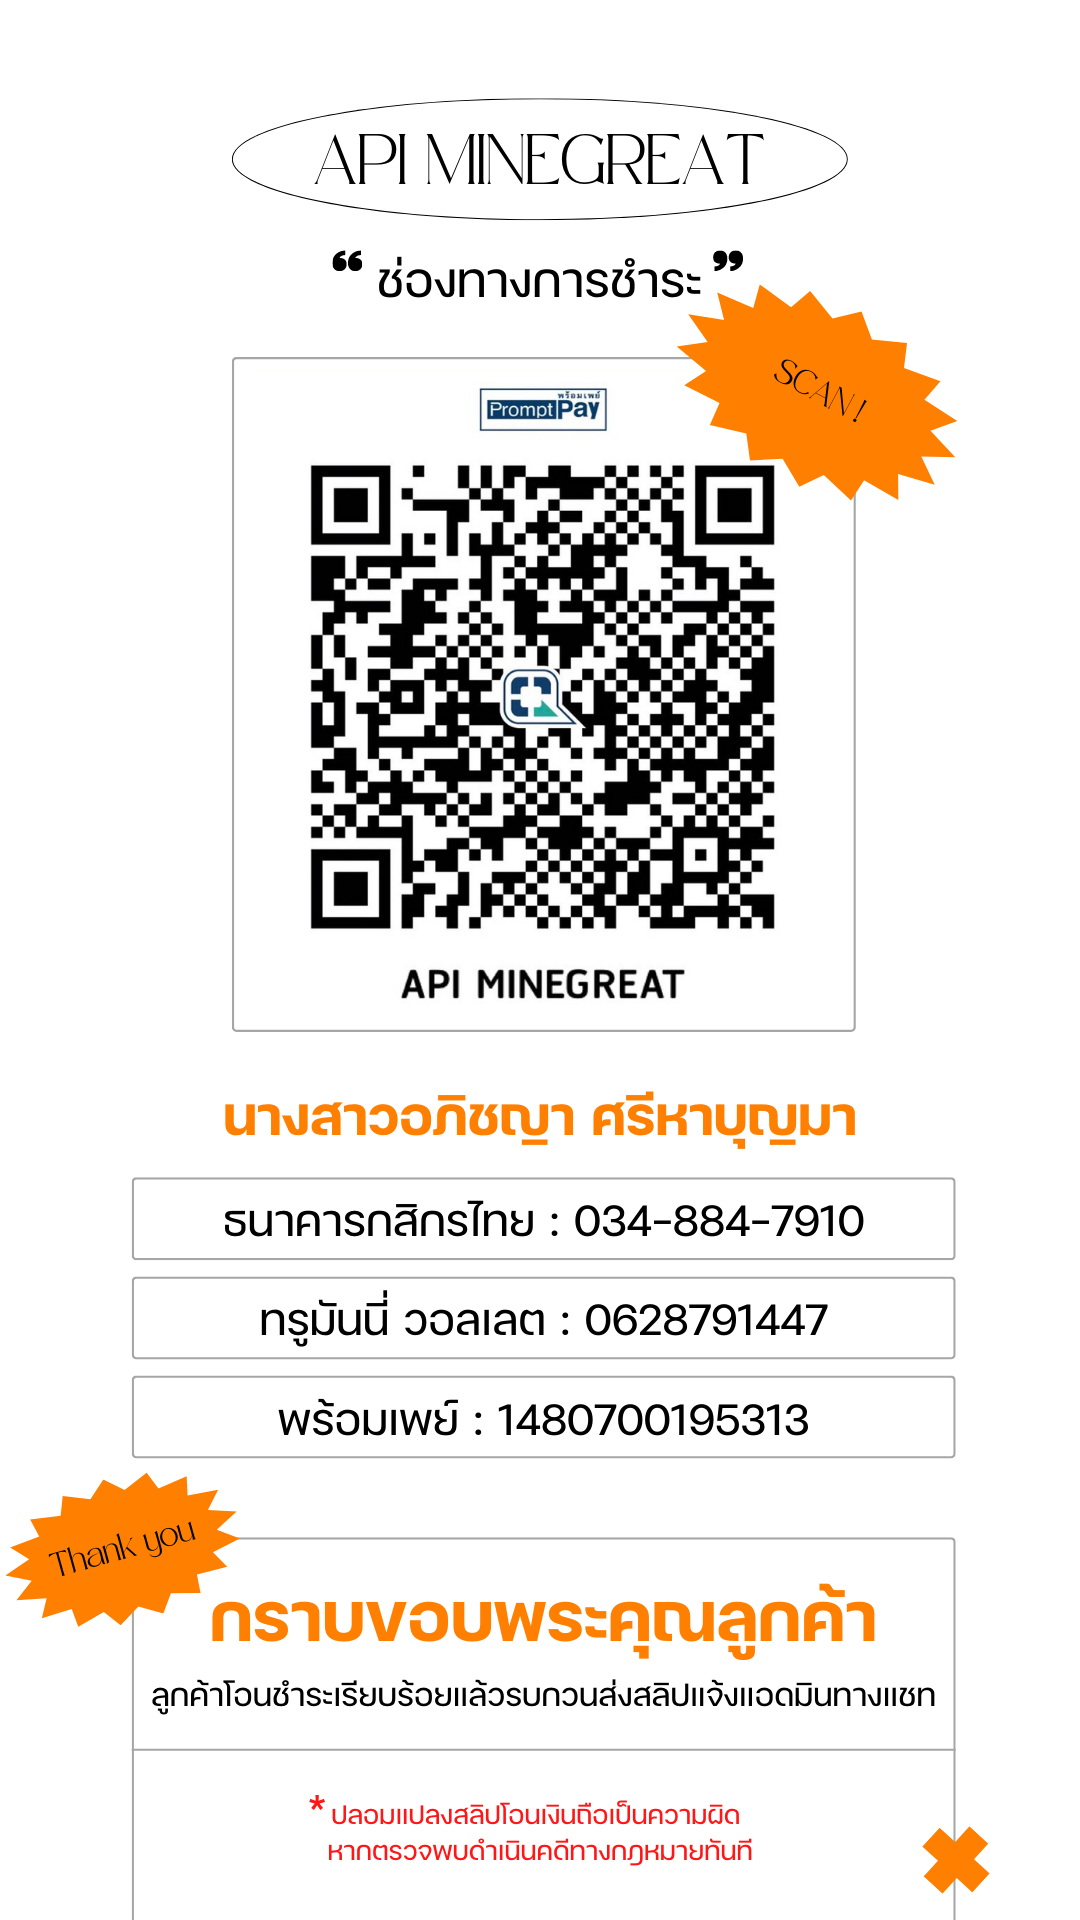 API MINEGREAT
“ ช่องทางการชำระ ”
SCAN !
พร้อมเพย์
PromptPay
API MINEGREAT
นางสาวอภิชญา ศรีหาบุญมา
ธนาคารกสิกรไทย : 034-884-7910
ทรูมันนี่ วอลเลต : 0628791447
พร้อมเพย์ : 1480700195313
Thank you
กราบขอบพระคุณลูกค้า
ลูกค้าโอนชำระเรียบร้อยแล้วรบกวนส่งสลิปแจ้งแอดมินทางแชท
* ปลอมแปลงสลิปโอนเงินถือเป็นความผิด
หากตรวจพบดำเนินคดีทางกฎหมายทันที